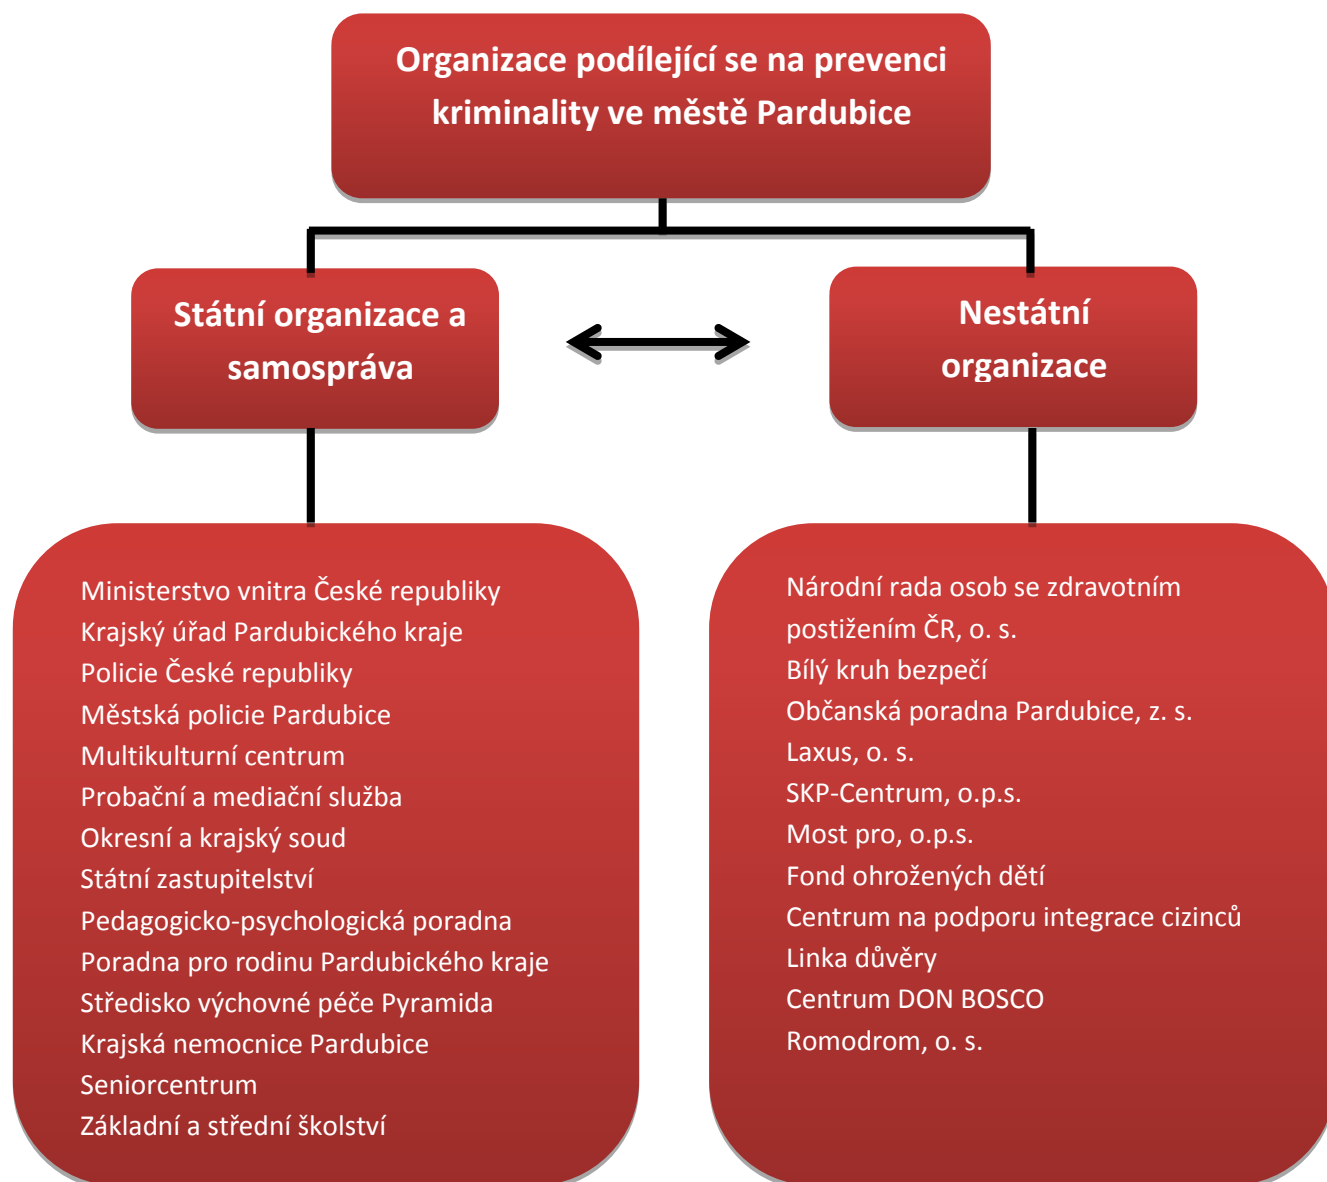 Organizace podílející se na prevenci
kriminality ve městě Pardubice
Státní organizace a
samospráva
Nestátní
organizace
Ministerstvo vnitra České republiky
Krajský úřad Pardubického kraje
Policie České republiky
Městská policie Pardubice
Multikulturní centrum
Probační a mediační služba
Okresní a krajský soud
Státní zastupitelství
Pedagogicko-psychologická poradna
Poradna pro rodinu Pardubického kraje
Středisko výchovné péče Pyramida
Krajská nemocnice Pardubice
Seniorcentrum
Základní a střední školství
Národní rada osob se zdravotním
postižením ČR, o. s.
Bílý kruh bezpečí
Občanská poradna Pardubice, z. s.
Laxus, o. s.
SKP-Centrum, o.p.s.
Most pro, o.p.s.
Fond ohrožených dětí
Centrum na podporu integrace cizinců
Linka důvěry
Centrum DON BOSCO
Romodrom, o. s.